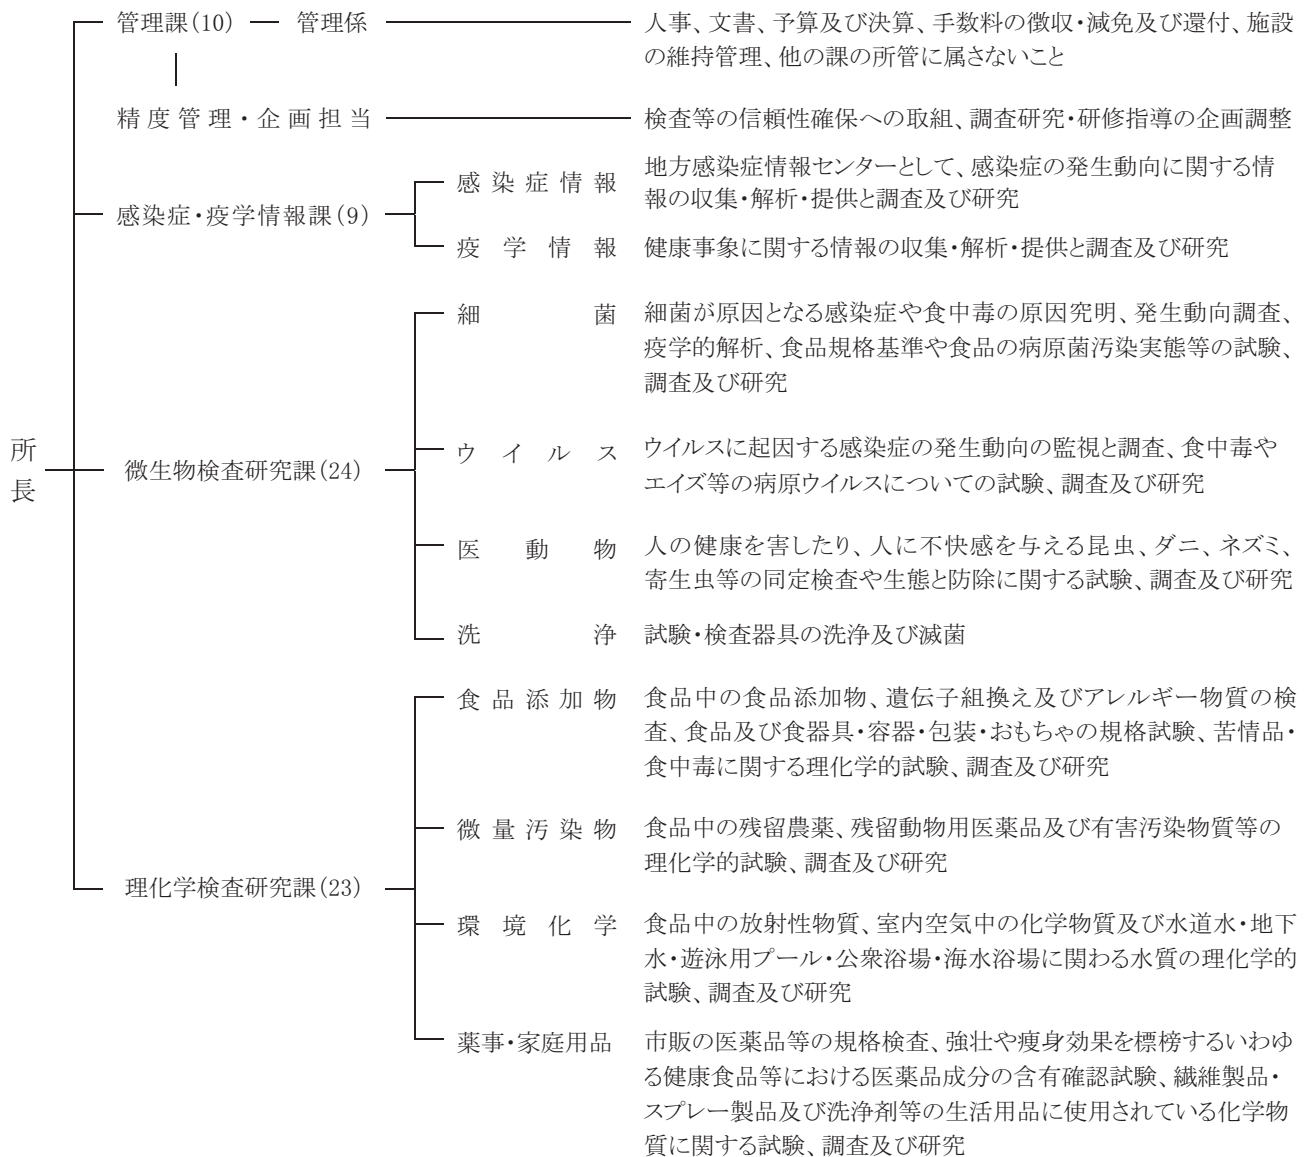 管理課(10)
管理係
人事、文書、予算及び決算、手数料の徴収・減免及び還付、施設
の維持管理、他の課の所管に属さないこと
精度管理・企画担当
検査等の信頼性確保への取組、調査研究・研修指導の企画調整
感染症・疫学情報課(9)
感染症情報
地方感染症情報センターとして、感染症の発生動向に関する情
報の収集・解析・提供と調査及び研究
疫学情報
健康事象に関する情報の収集・解析・提供と調査及び研究
所長
微生物検査研究課(24)
細菌
細菌が原因となる感染症や食中毒の原因究明、発生動向調査、
疫学的解析、食品規格基準や食品の病原菌汚染実態等の試験、
調査及び研究
ウイルス
ウイルスに起因する感染症の発生動向の監視と調査、食中毒や
エイズ等の病原ウイルスについての試験、調査及び研究
医動物
人の健康を害したり、人に不快感を与える昆虫、ダニ、ネズミ、
寄生虫等の同定検査や生態と防除に関する試験、調査及び研究
洗浄
試験・検査器具の洗浄及び滅菌
理化学検査研究課(23)
食品添加物
食品中の食品添加物、遺伝子組換え及びアレルギー物質の検
査、食品及び食器具・容器・包装・おもちゃの規格試験、苦情品・
食中毒に関する理化学的試験、調査及び研究
微量汚染物
食品中の残留農薬、残留動物用医薬品及び有害汚染物質等の
理化学的試験、調査及び研究
環境化学
食品中の放射性物質、室内空気中の化学物質及び水道水・地下
水・遊泳用プール・公衆浴場・海水浴場に関わる水質の理化学的
試験、調査及び研究
薬事・家庭用品
市販の医薬品等の規格検査、強壮や痩身効果を標榜するいわゆ
る健康食品等における医薬品成分の含有確認試験、繊維製品・
スプレー製品及び洗浄剤等の生活用品に使用されている化学物
質に関する試験、調査及び研究